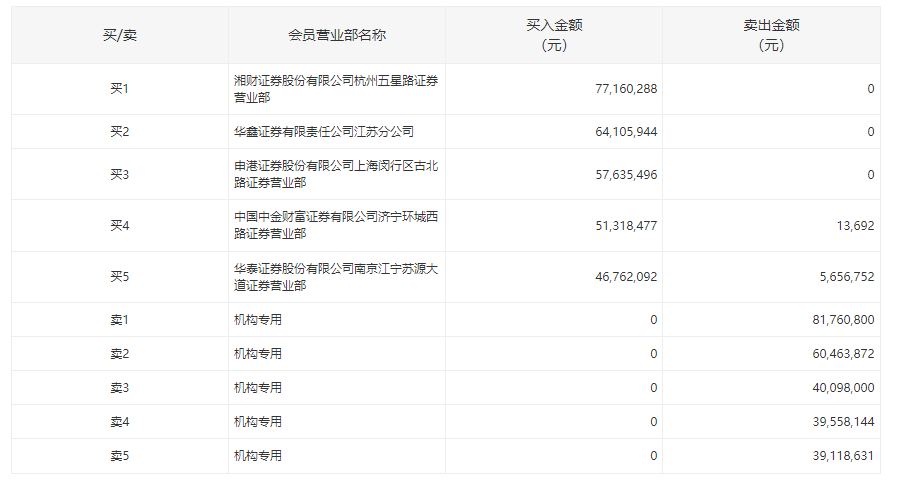 买/卖 会员营业部名称 买入金额 卖出金额
（元） （元）
买1 湘财证券股份有限公司杭州五星路证券 77,160,288 0
营业部
买2 华鑫证券有限责任公司江苏分公司 64,105,944 0
买3 申港证券股份有限公司上海闵行区古北 57,635,496 0
路证券营业部
买4 中国中金财富证券有限公司济宁环城西 51,318,477 13,692
路证券营业部
买5 华泰证券股份有限公司南京江宁苏源大 46,762,092 5,656,752
道证券营业部
卖1 机构专用 0 81,760,800
卖2 机构专用 0 60,463,872
卖3 机构专用 0 40,098,000
卖4 机构专用 0 39,558,144
卖5 机构专用 0 39,118,631